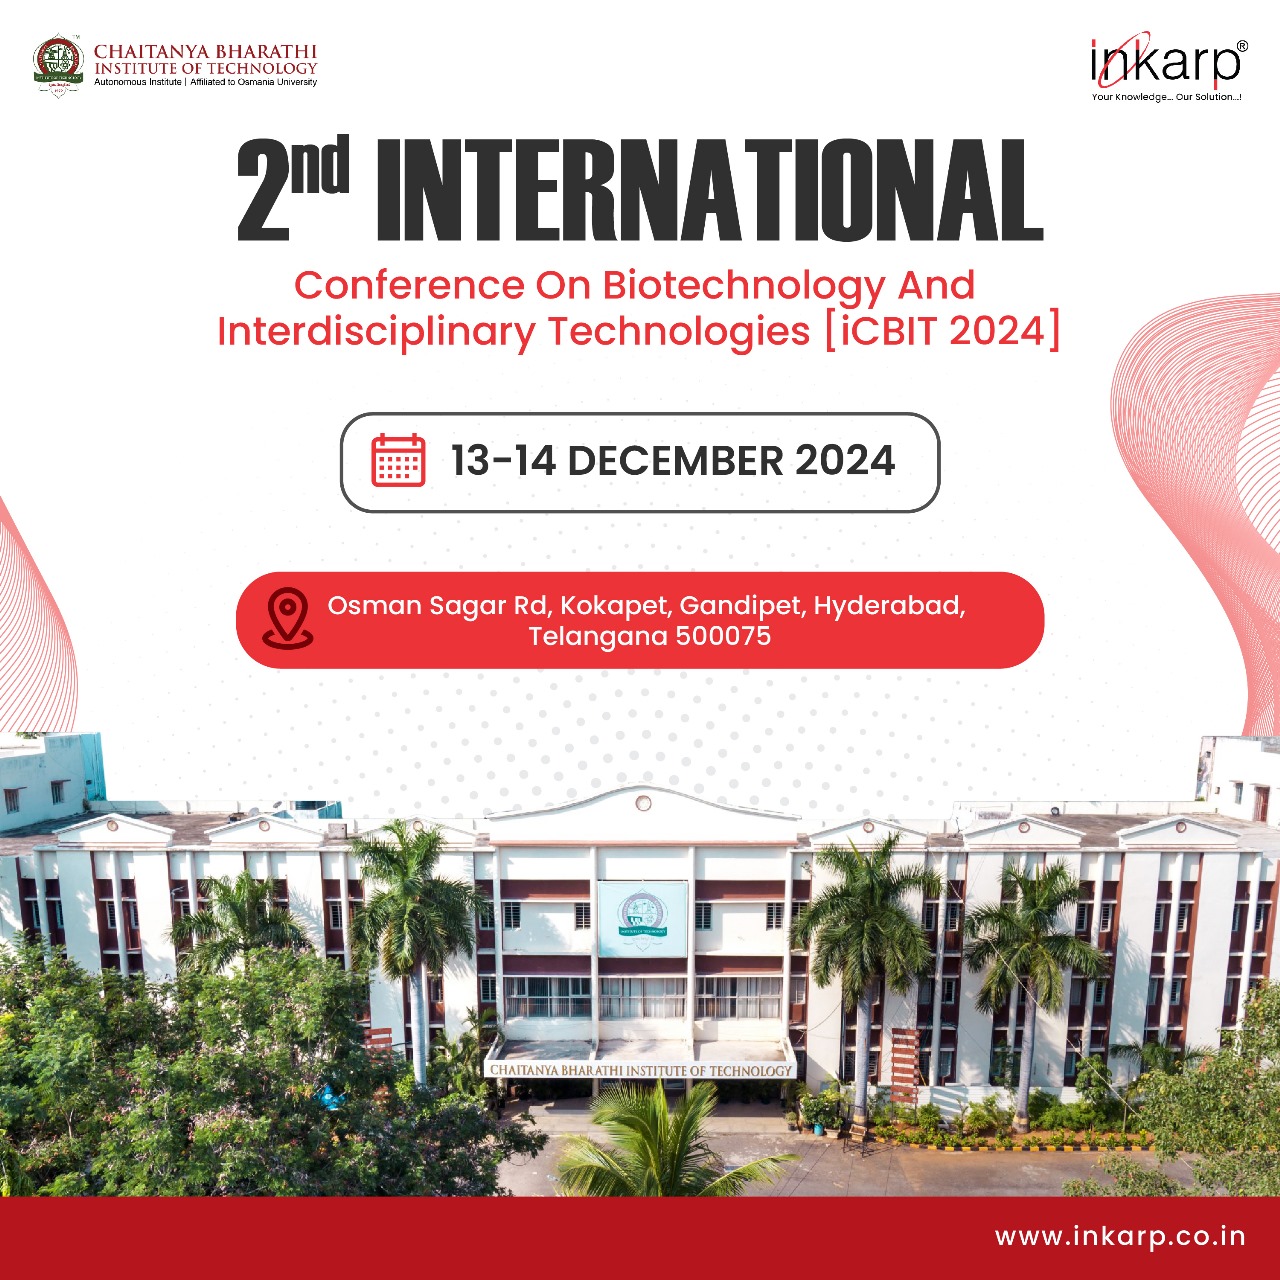 CHAITANYA BHARATHI
INSTITUTE OF TECHNOLOGY
Autonomous Institute | Affiliated to Osmania University
inkarp®
Your Knowledge... Our Solution...!
2nd INTERNATIONAL
Conference On Biotechnology And
Interdisciplinary Technologies [iCBIT 2024]
13-14 DECEMBER 2024
Osman Sagar Rd, Kokapet, Gandipet, Hyderabad,
Telangana 500075
CHAITANYA BHARATHI INSTITUTE OF TECHNOLOGY
www.inkarp.co.in